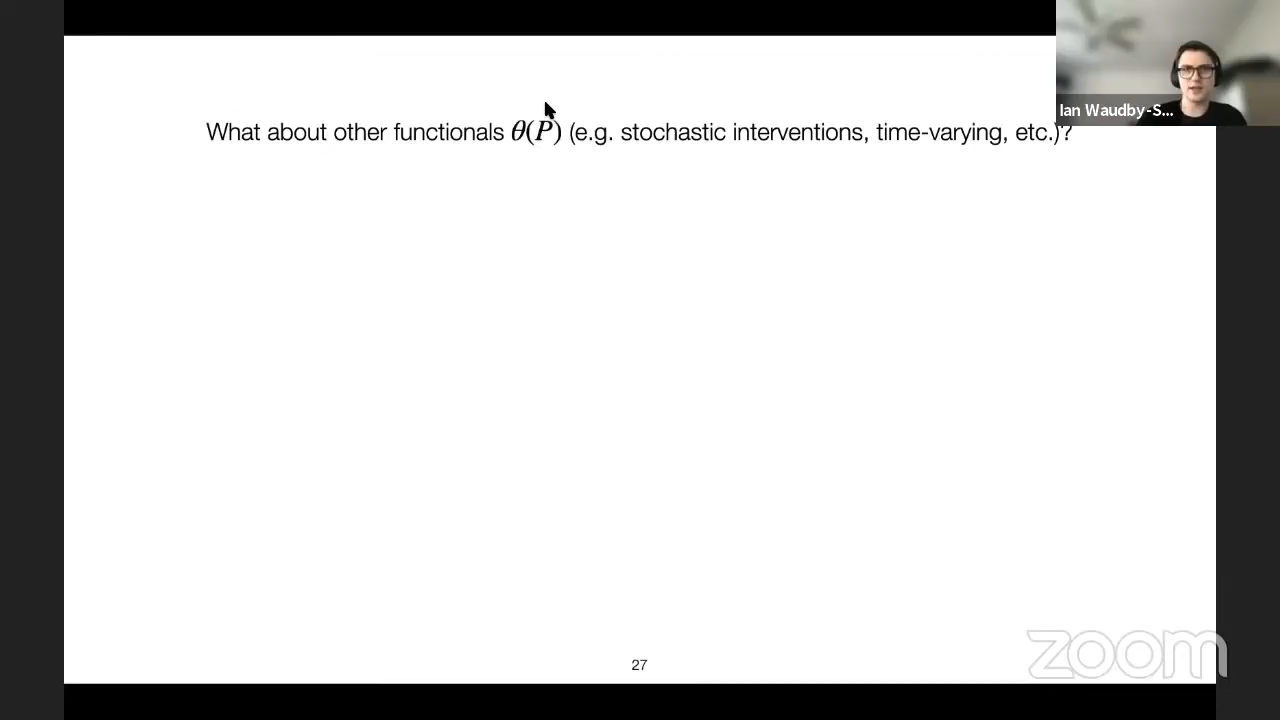 Ian Waudby-S...
What about other functionals θ(P) (e.g. stochastic interventions, time-varying, etc.)?
27
zoom